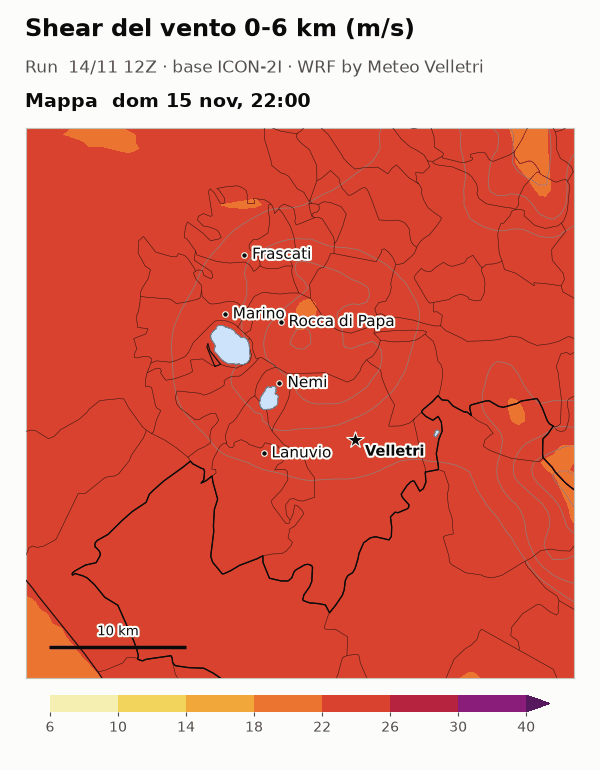 Shear del vento 0-6 km (m/s)
Run 14/11 12Z · base ICON-2I · WRF by Meteo Velletri
Mappa dom 15 nov, 22:00
Frascati
Marino
Rocca di Papa
Nemi
Velletri
Lanuvio
10 km
6 10 14 18 22 26 30 40